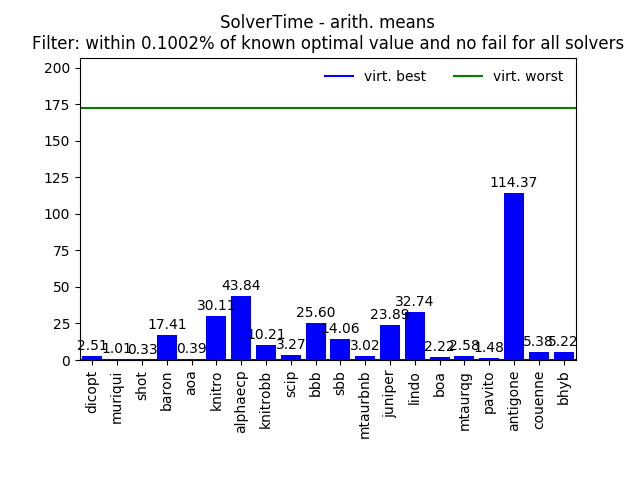 SolverTime - arith. means
Filter: within 0.1002% of known optimal value and no fail for all solvers
virt. best
virt. worst
200
175
150
125
100
75
50
25
0
2.51
1.01
0.33
17.41
0.39
30.11
43.84
10.21
3.27
25.60
14.06
3.02
23.89
32.74
2.22
2.58
1.48
114.37
5.38
5.22
dicopt
muriqui
shot
baron
aoa
knitro
alphaecp
knitrobb
scip
bbb
sbb
mtaurbnb
juniper
lindo
boa
mtaurqg
pavito
antigone
couenne
bhyb